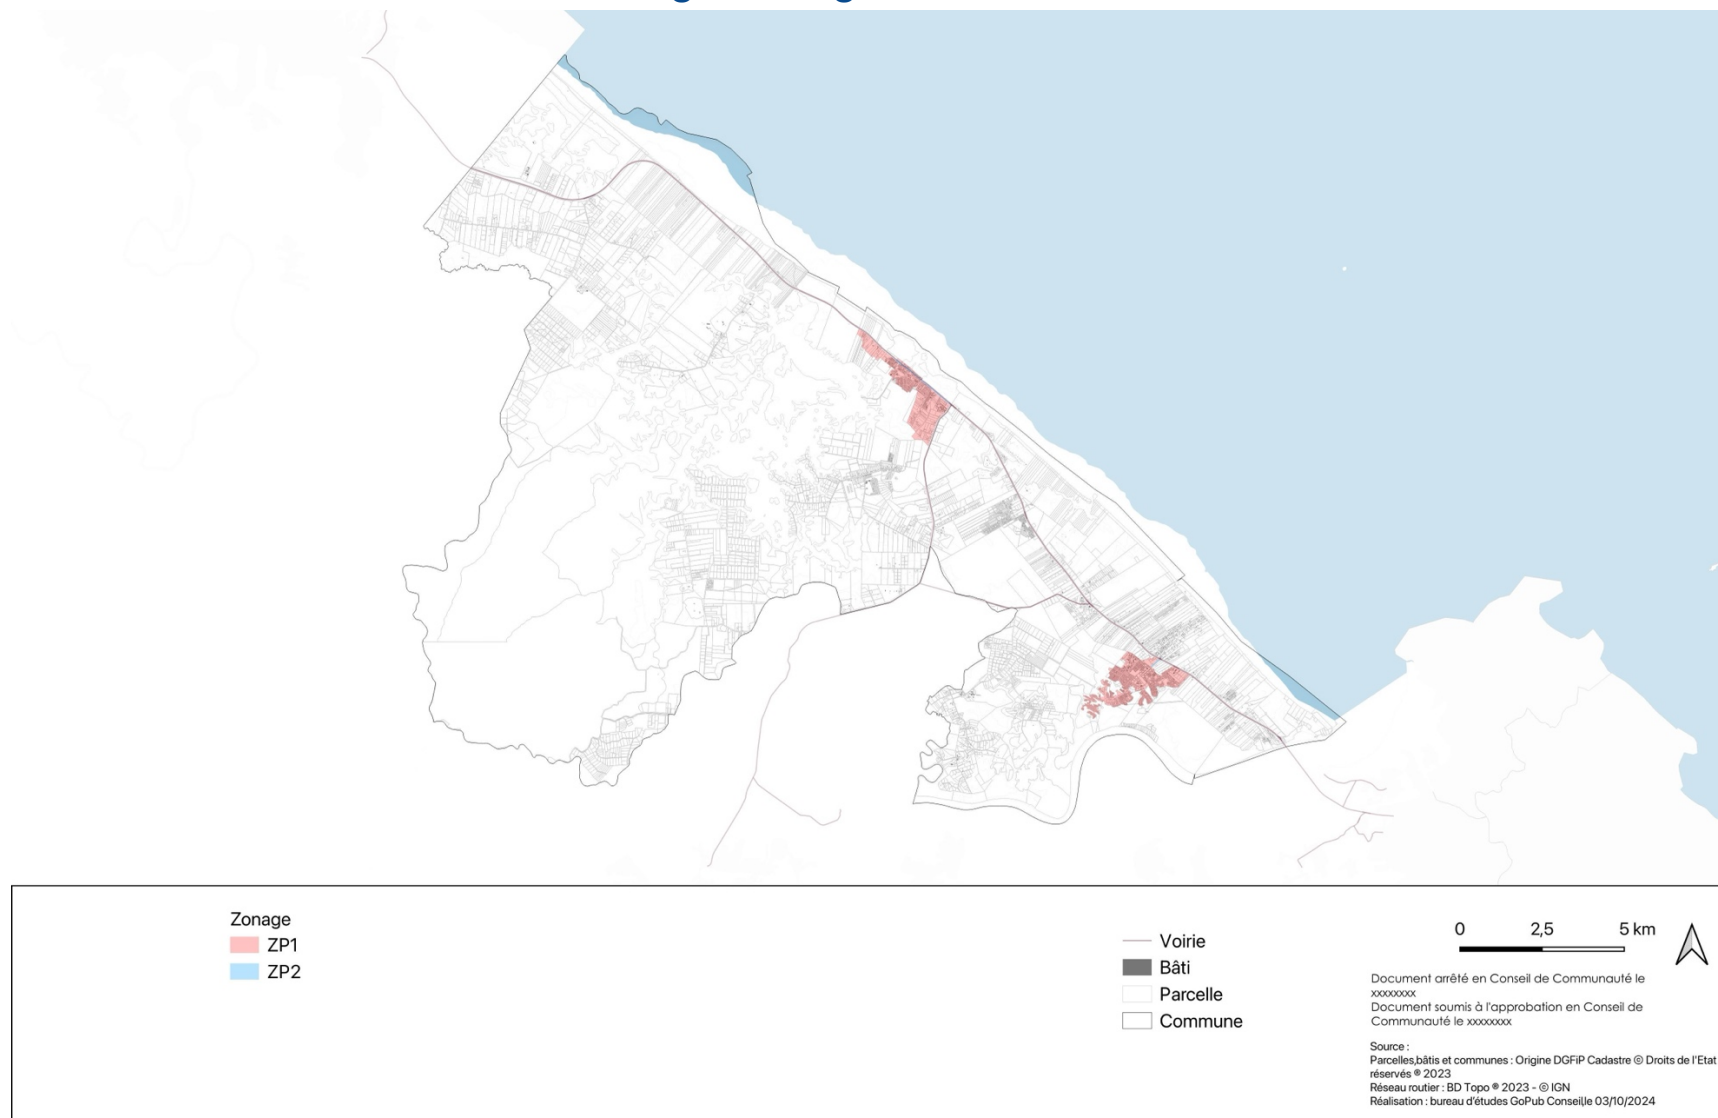 Zonage
ZP1
ZP2
Voirie
Bâti
Parcelle
Commune
0 2,5 5 km
Document arrêté en Conseil de Communauté le
xxxxxxxx
Document soumis à l'approbation en Conseil de
Communauté le xxxxxxxx
Source :
Parcelles,bâtis et communes : Origine DGFiP Cadastre © Droits de l'Etat
réservés ® 2023
Réseau routier : BD Topo ® 2023 - © IGN
Réalisation : bureau d'études GoPub Conseil,le 03/10/2024